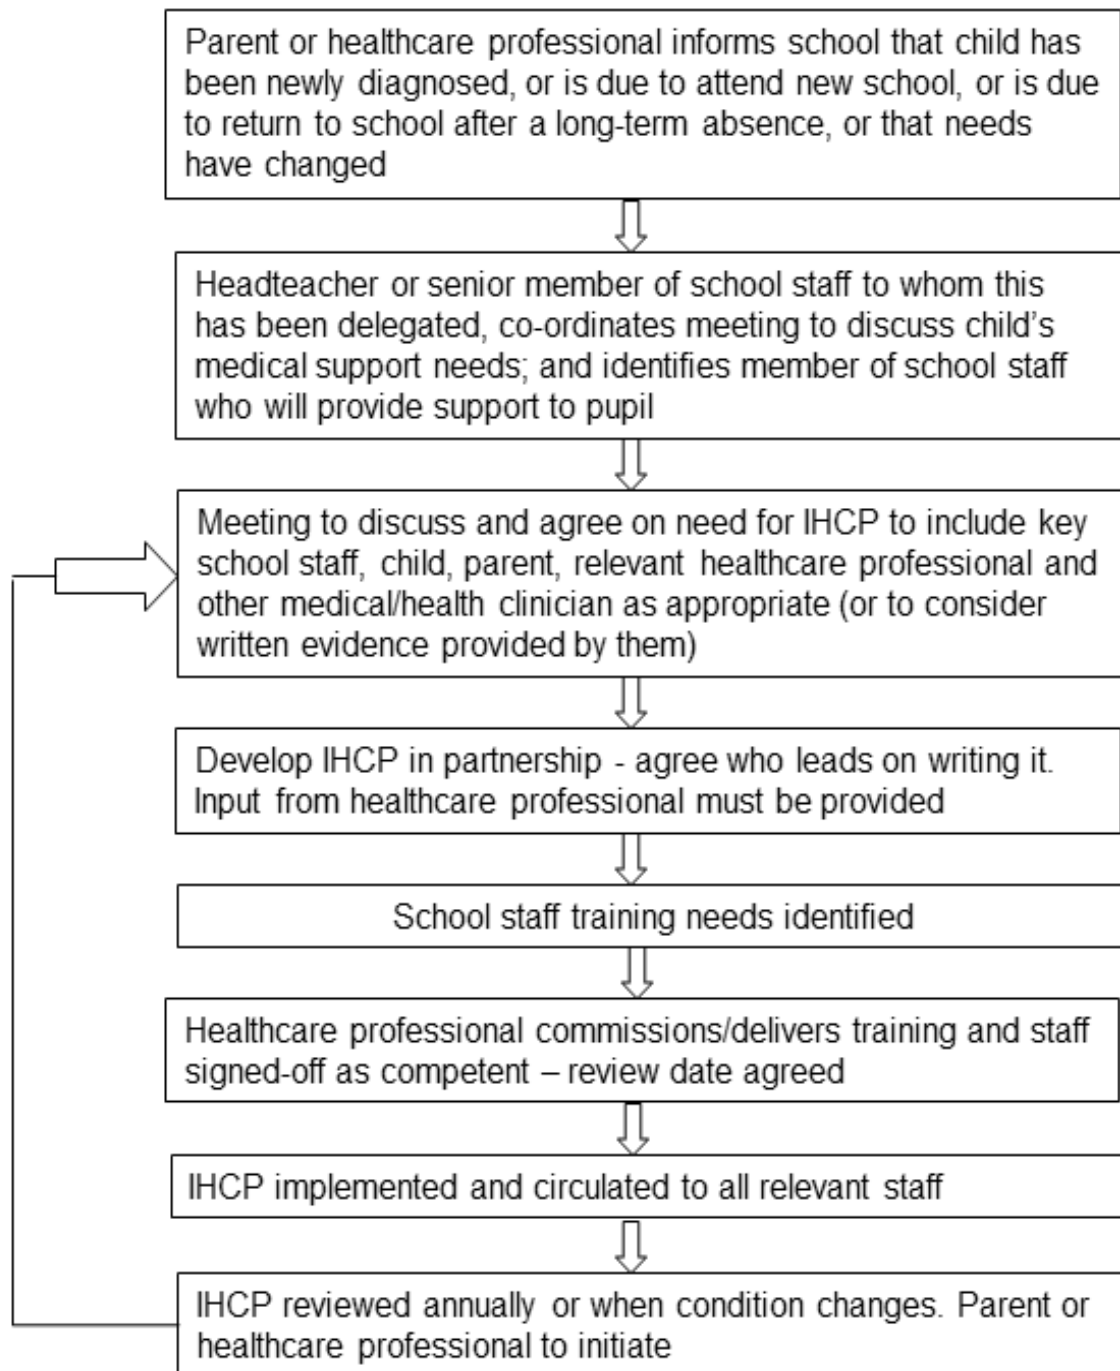 Parent or healthcare professional informs school that child has
been newly diagnosed, or is due to attend new school, or is due
to return to school after a long-term absence, or that needs
have changed
Headteacher or senior member of school staff to whom this
has been delegated, co-ordinates meeting to discuss child's
medical support needs; and identifies member of school staff
who will provide support to pupil
Meeting to discuss and agree on need for IHCP to include key
school staff, child, parent, relevant healthcare professional and
other medical/health clinician as appropriate (or to consider
written evidence provided by them)
Develop IHCP in partnership - agree who leads on writing it.
Input from healthcare professional must be provided
School staff training needs identified
Healthcare professional commissions/delivers training and staff
signed-off as competent – review date agreed
IHCP implemented and circulated to all relevant staff
IHCP reviewed annually or when condition changes. Parent or
healthcare professional to initiate